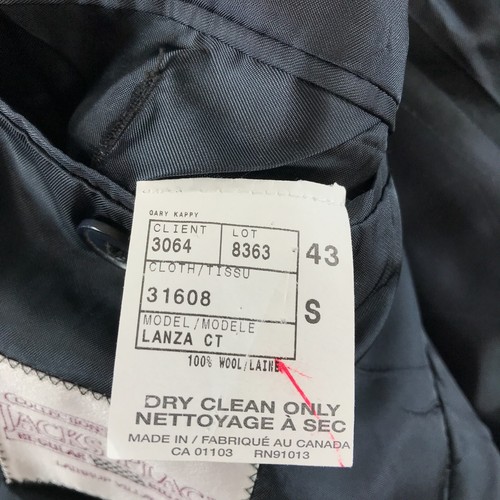 GARY KAPPY
CLIENT LOT
3064 8363 43
CLOTH/TISSU
31608 S
MODEL/MODELE
LANZA CT
100% WOOL/LAINE
DRY CLEAN ONLY
NETTOYAGE À SEC
MADE IN / FABRIQUÉ AU CANADA
CA 01103 RN91013